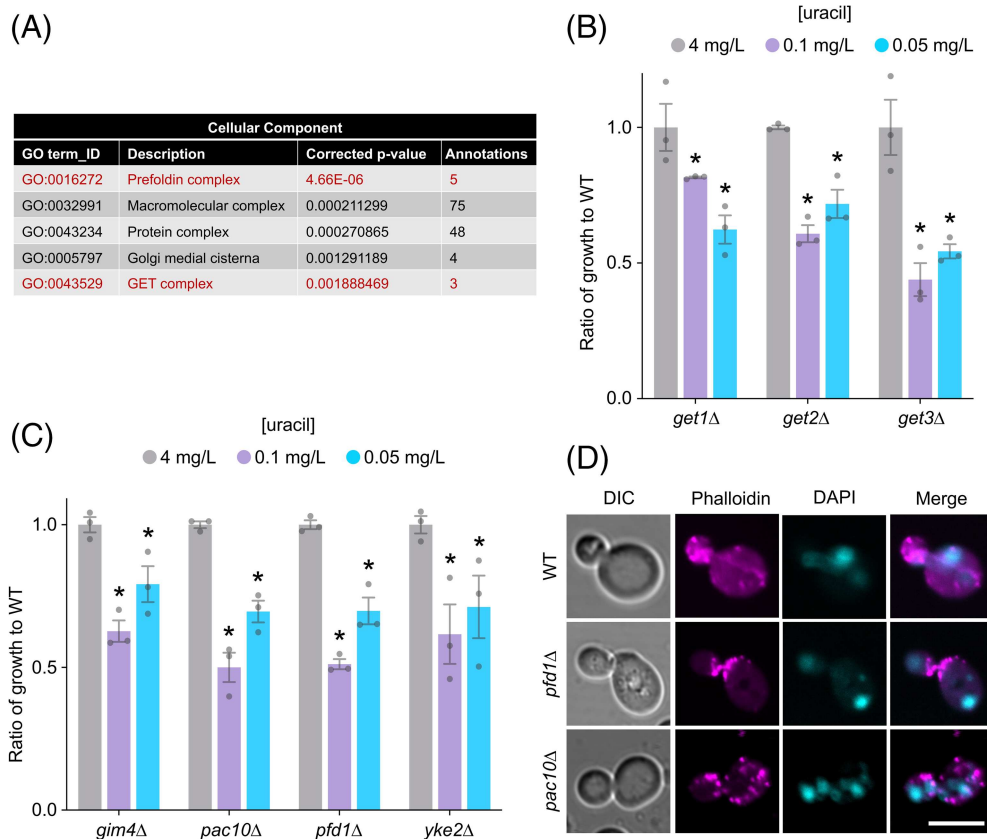 (A)
Cellular Component
GO term_ID Description Corrected p-value Annotations
GO:0016272 Prefoldin complex 4.66E-06 5
GO:0032991 Macromolecular complex 0.000211299 75
GO:0043234 Protein complex 0.000270865 48
GO:0005797 Golgi medial cisterna 0.001291189 4
GO:0043529 GET complex 0.001888469 3
(B)
[uracil]
4 mg/L 0.1 mg/L 0.05 mg/L
Ratio of growth to WT
1.0
0.5
0.0
* * * * * *
get1Δ get2Δ get3Δ
(C)
[uracil]
4 mg/L 0.1 mg/L 0.05 mg/L
Ratio of growth to WT
1.0
0.5
0.0
* * * * * * * *
gim4Δ pac10Δ pfd1Δ yke2Δ
(D)
DIC Phalloidin DAPI Merge
WT
pfd1Δ
pac10Δ